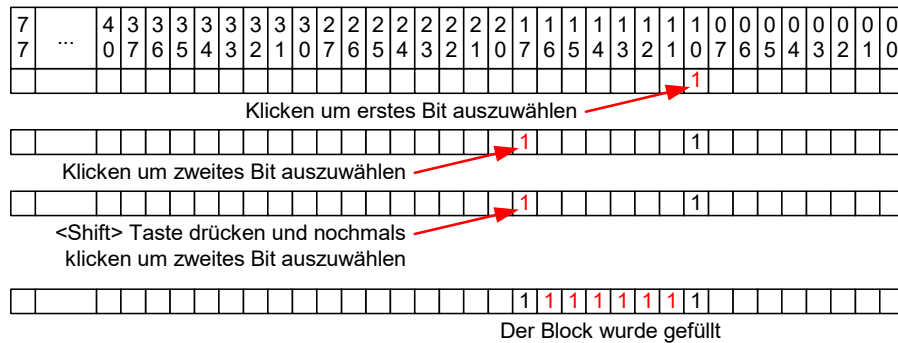 7 ... 4 3 3 3 3 3 3 3 3 2 2 2 2 2 2 2 2 1 1 1 1 1 1 1 1 0 0 0 0 0 0 0 0
7 0 7 6 5 4 3 2 1 0 7 6 5 4 3 2 1 0 7 6 5 4 3 2 1 0 7 6 5 4 3 2 1 0
1
Klicken um erstes Bit auszuwählen
1 1
Klicken um zweites Bit auszuwählen
1 1
<Shift> Taste drücken und nochmals
klicken um zweites Bit auszuwählen
1 1 1 1 1 1 1 1
Der Block wurde gefüllt